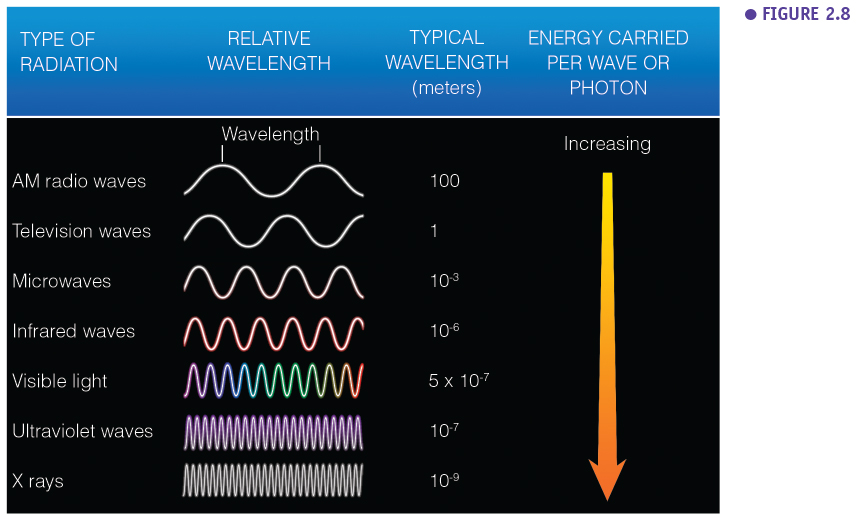 ● FIGURE 2.8
TYPE OF
RADIATION
RELATIVE
WAVELENGTH
TYPICAL
WAVELENGTH
(meters)
ENERGY CARRIED
PER WAVE OR
PHOTON
Wavelength
Increasing
AM radio waves 100
Television waves 1
Microwaves 10⁻³
Infrared waves 10⁻⁶
Visible light 5 x 10⁻⁷
Ultraviolet waves 10⁻⁷
X rays 10⁻⁹